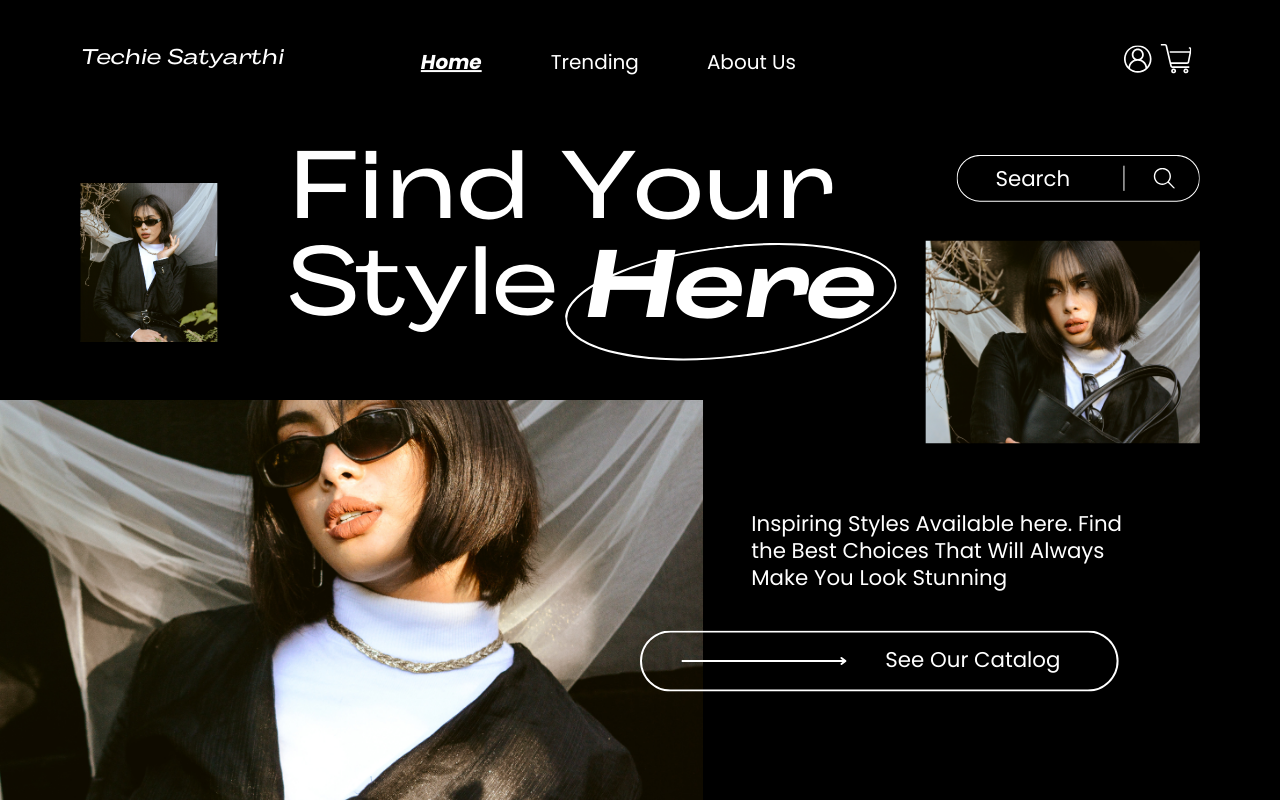 Techie Satyarthi
Home
Trending
About Us
Find Your
Style Here
Search
Inspiring Styles Available here. Find
the Best Choices That Will Always
Make You Look Stunning
See Our Catalog